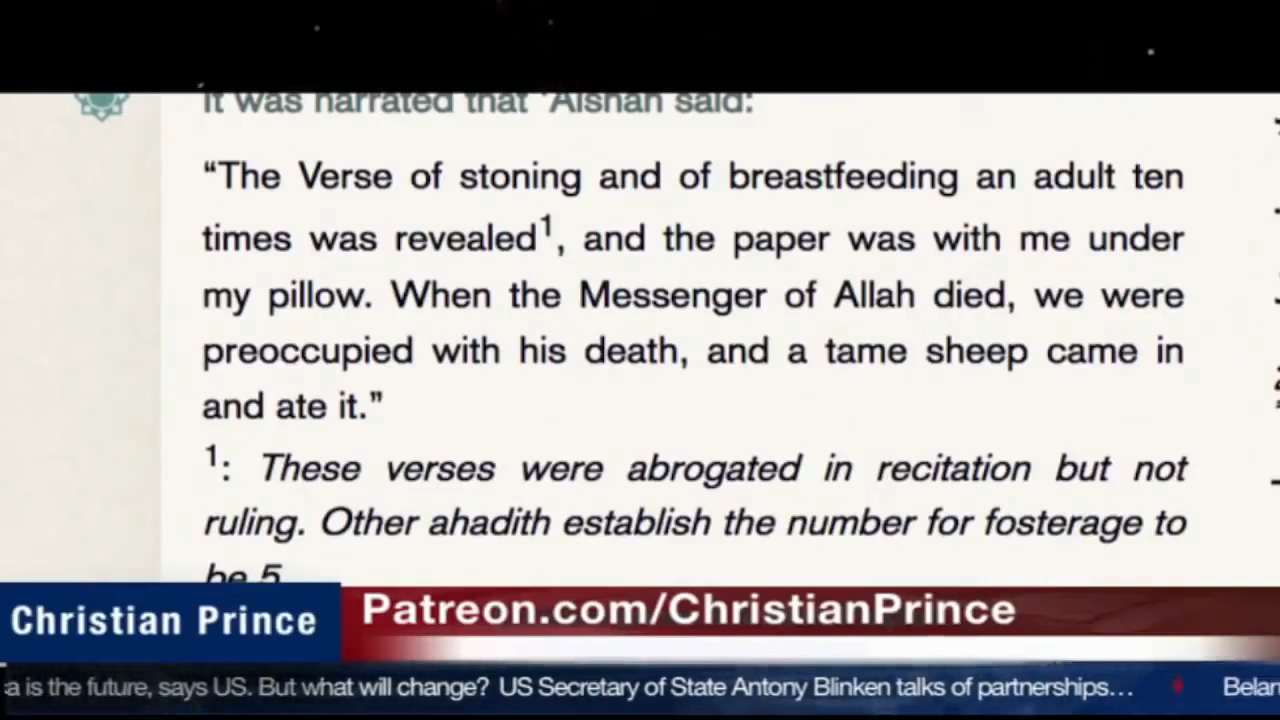 It was narrated that 'Aishah said:
“The Verse of stoning and of breastfeeding an adult ten
times was revealed¹, and the paper was with me under
my pillow. When the Messenger of Allah died, we were
preoccupied with his death, and a tame sheep came in
and ate it.”
¹: These verses were abrogated in recitation but not
ruling. Other ahadith establish the number for fosterage to
be 5
Christian Prince
Patreon.com/ChristianPrince
a is the future, says US. But what will change? US Secretary of State Antony Blinken talks of partnerships… Belar